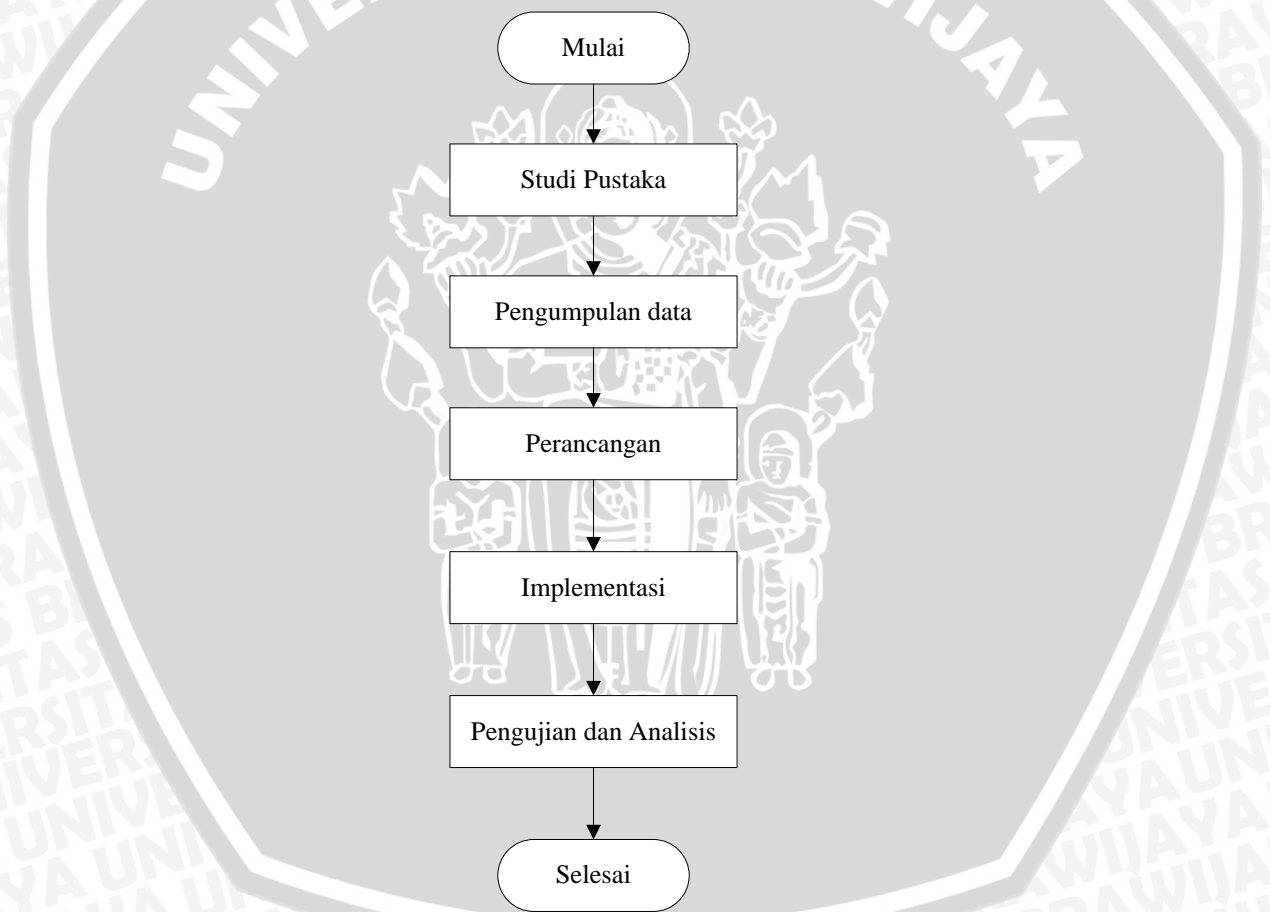 Mulai
Studi Pustaka
Pengumpulan data
Perancangan
Implementasi
Pengujian dan Analisis
Selesai